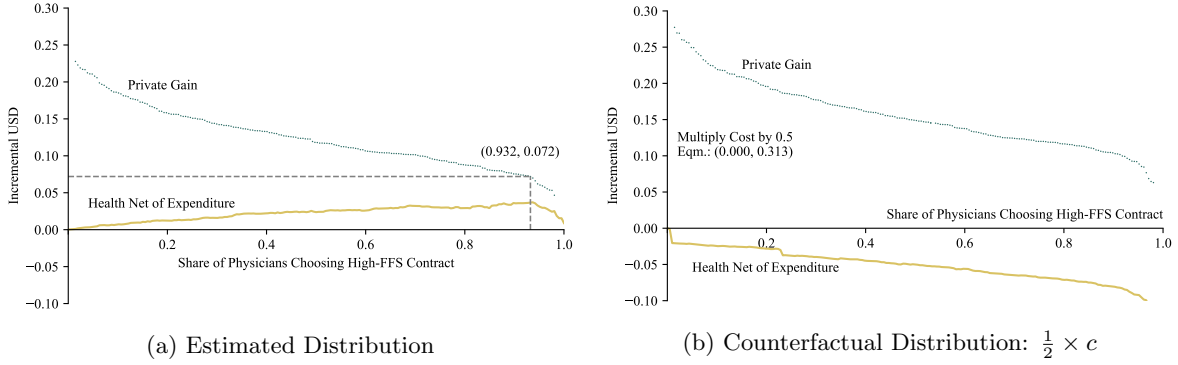 0.30
0.25
0.20
0.15
0.10
0.05
0.00
−0.05
−0.10
Incremental USD
Private Gain
(0.932, 0.072)
Health Net of Expenditure
0.2
0.4
0.6
0.8
1.0
Share of Physicians Choosing High-FFS Contract
(a) Estimated Distribution
0.30
0.25
0.20
0.15
0.10
0.05
0.00
−0.05
−0.10
Incremental USD
Private Gain
Multiply Cost by 0.5
Eqm.: (0.000, 0.313)
Share of Physicians Choosing High-FFS Contract
0.2
0.4
0.6
0.8
1.0
Health Net of Expenditure
(b) Counterfactual Distribution: ½ × c